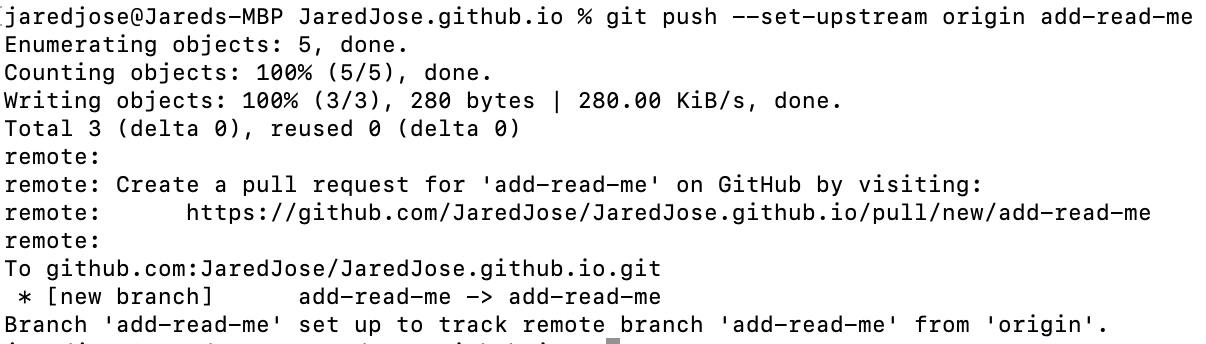 jaredjose@Jareds-MBP JaredJose.github.io % git push --set-upstream origin add-read-me
Enumerating objects: 5, done.
Counting objects: 100% (5/5), done.
Writing objects: 100% (3/3), 280 bytes | 280.00 KiB/s, done.
Total 3 (delta 0), reused 0 (delta 0)
remote:
remote: Create a pull request for 'add-read-me' on GitHub by visiting:
remote:      https://github.com/JaredJose/JaredJose.github.io/pull/new/add-read-me
remote:
To github.com:JaredJose/JaredJose.github.io.git
 * [new branch]      add-read-me -> add-read-me
Branch 'add-read-me' set up to track remote branch 'add-read-me' from 'origin'.